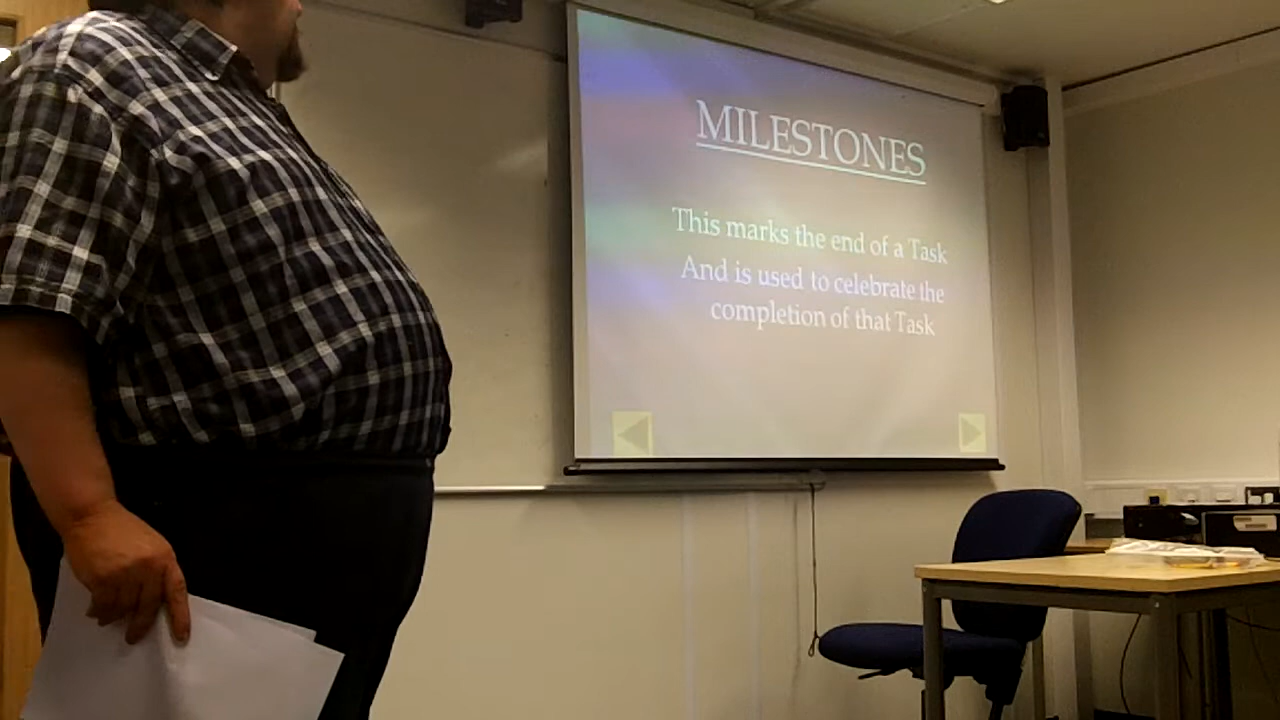 MILESTONES
This marks the end of a Task
And is used to celebrate the
completion of that Task